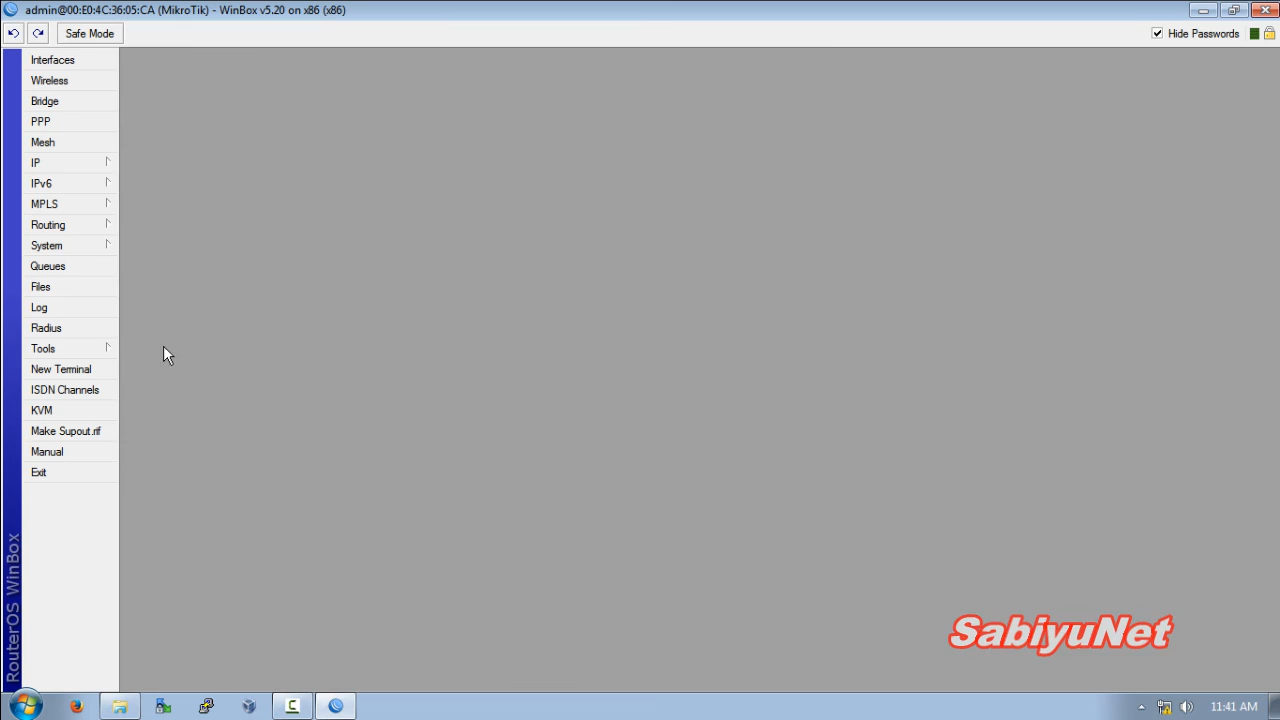 admin@00:E0:4C:36:05:CA (MikroTik) - WinBox v5.20 on x86 (x86)
Safe Mode
Hide Passwords
Interfaces
Wireless
Bridge
PPP
Mesh
IP
IPv6
MPLS
Routing
System
Queues
Files
Log
Radius
Tools
New Terminal
ISDN Channels
KVM
Make Supout.rif
Manual
Exit
RouterOS WinBox
SabiyuNet
11:41 AM